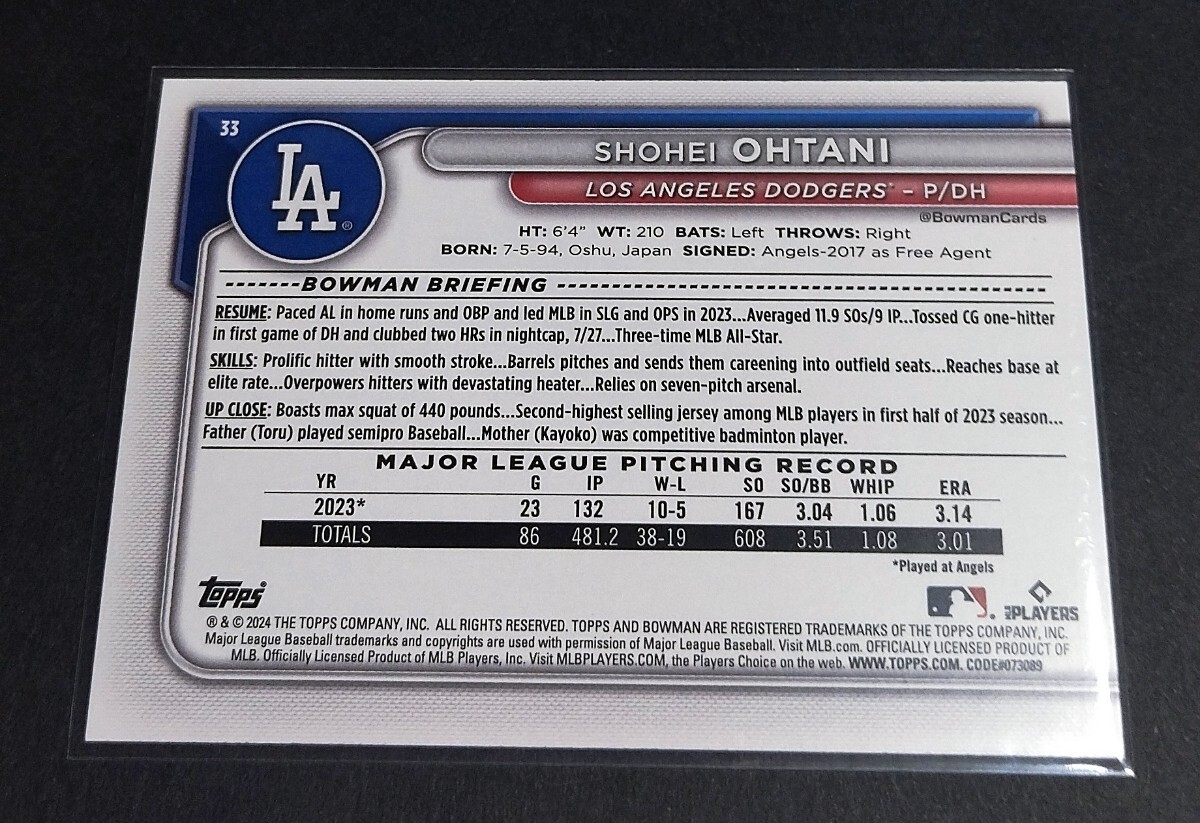 33
LA®
SHOHEI OHTANI
LOS ANGELES DODGERS® – P/DH
@BowmanCards
HT: 6'4" WT: 210 BATS: Left THROWS: Right
BORN: 7-5-94, Oshu, Japan SIGNED: Angels-2017 as Free Agent
BOWMAN BRIEFING
RESUME: Paced AL in home runs and OBP and led MLB in SLG and OPS in 2023...Averaged 11.9 SOs/9 IP...Tossed CG one-hitter
in first game of DH and clubbed two HRs in nightcap, 7/27...Three-time MLB All-Star.
SKILLS: Prolific hitter with smooth stroke...Barrels pitches and sends them careening into outfield seats...Reaches base at
elite rate...Overpowers hitters with devastating heater...Relies on seven-pitch arsenal.
UP CLOSE: Boasts max squat of 440 pounds...Second-highest selling jersey among MLB players in first half of 2023 season...
Father (Toru) played semipro Baseball...Mother (Kayoko) was competitive badminton player.
MAJOR LEAGUE PITCHING RECORD
YR G IP W-L SO SO/BB WHIP ERA
2023* 23 132 10-5 167 3.04 1.06 3.14
TOTALS 86 481.2 38-19 608 3.51 1.08 3.01
*Played at Angels
Topps
PLAYERS
® & © 2024 THE TOPPS COMPANY, INC. ALL RIGHTS RESERVED. TOPPS AND BOWMAN ARE REGISTERED TRADEMARKS OF THE TOPPS COMPANY, INC.
Major League Baseball trademarks and copyrights are used with permission of Major League Baseball. Visit MLB.com. OFFICIALLY LICENSED PRODUCT OF
MLB. Officially Licensed Product of MLB Players, Inc. Visit MLBPLAYERS.COM, the Players Choice on the web. WWW.TOPPS.COM. CODE#073089